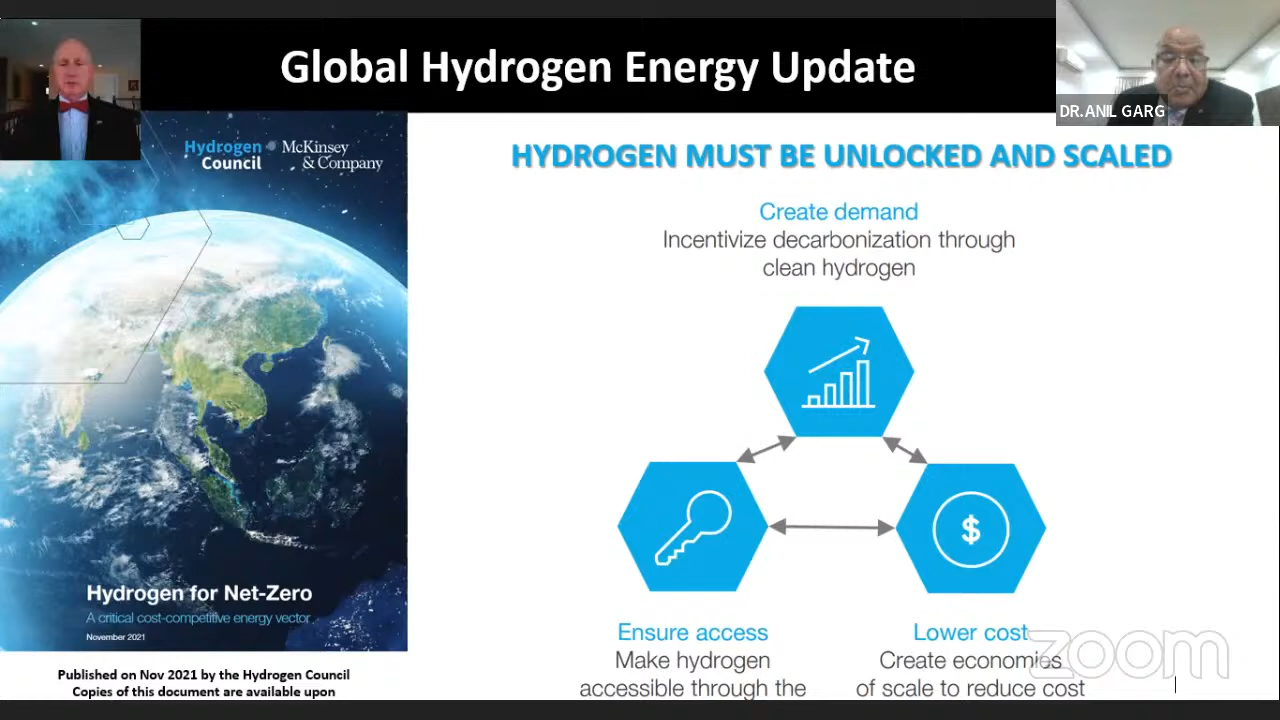 Global Hydrogen Energy Update
DR.ANIL GARG
Hydrogen
Council
McKinsey
& Company
HYDROGEN MUST BE UNLOCKED AND SCALED
Create demand
Incentivize decarbonization through
clean hydrogen
$
Hydrogen for Net-Zero
A critical cost-competitive energy vector
November 2021
Ensure access
Make hydrogen
accessible through the
Lower cost
Create economies
of scale to reduce cost
zoom
Published on Nov 2021 by the Hydrogen Council
Copies of this document are available upon